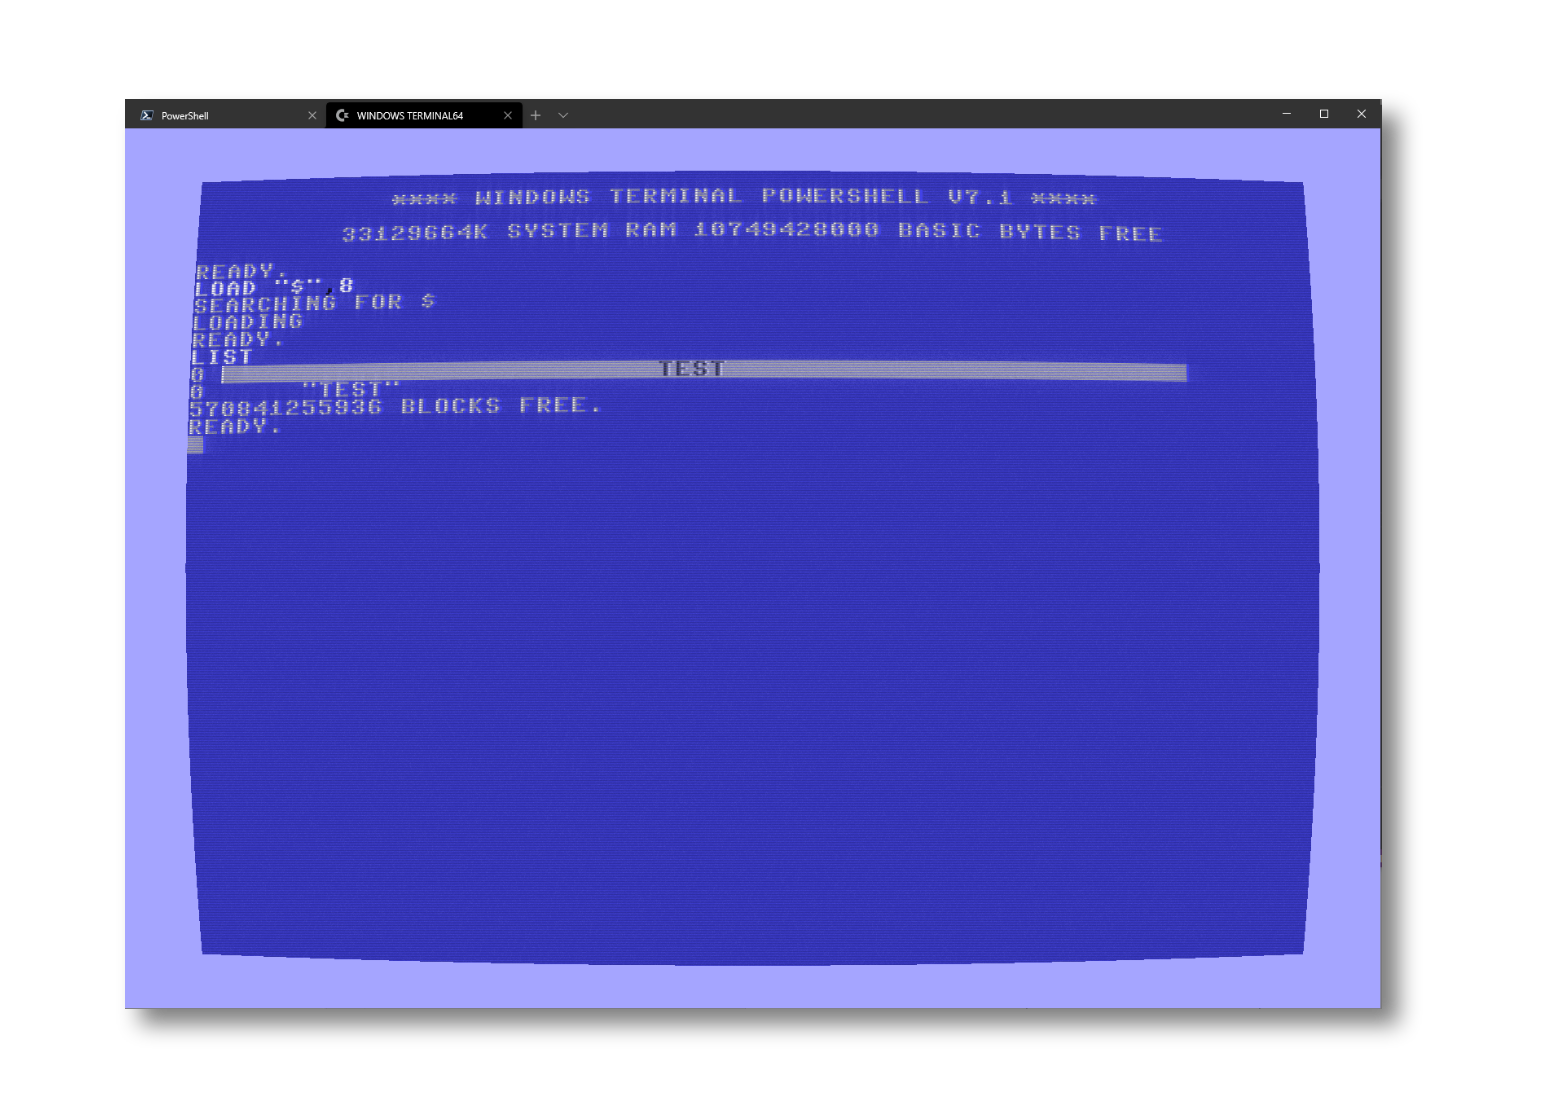 PowerShell
WINDOWS TERMINAL64
**** WINDOWS TERMINAL POWERSHELL V7.1 ****
33129664K SYSTEM RAM 10749428000 BASIC BYTES FREE
READY.
LOAD "$",8
SEARCHING FOR $
LOADING
READY.
LIST
0 TEST
0 "TEST"
570841255936 BLOCKS FREE.
READY.